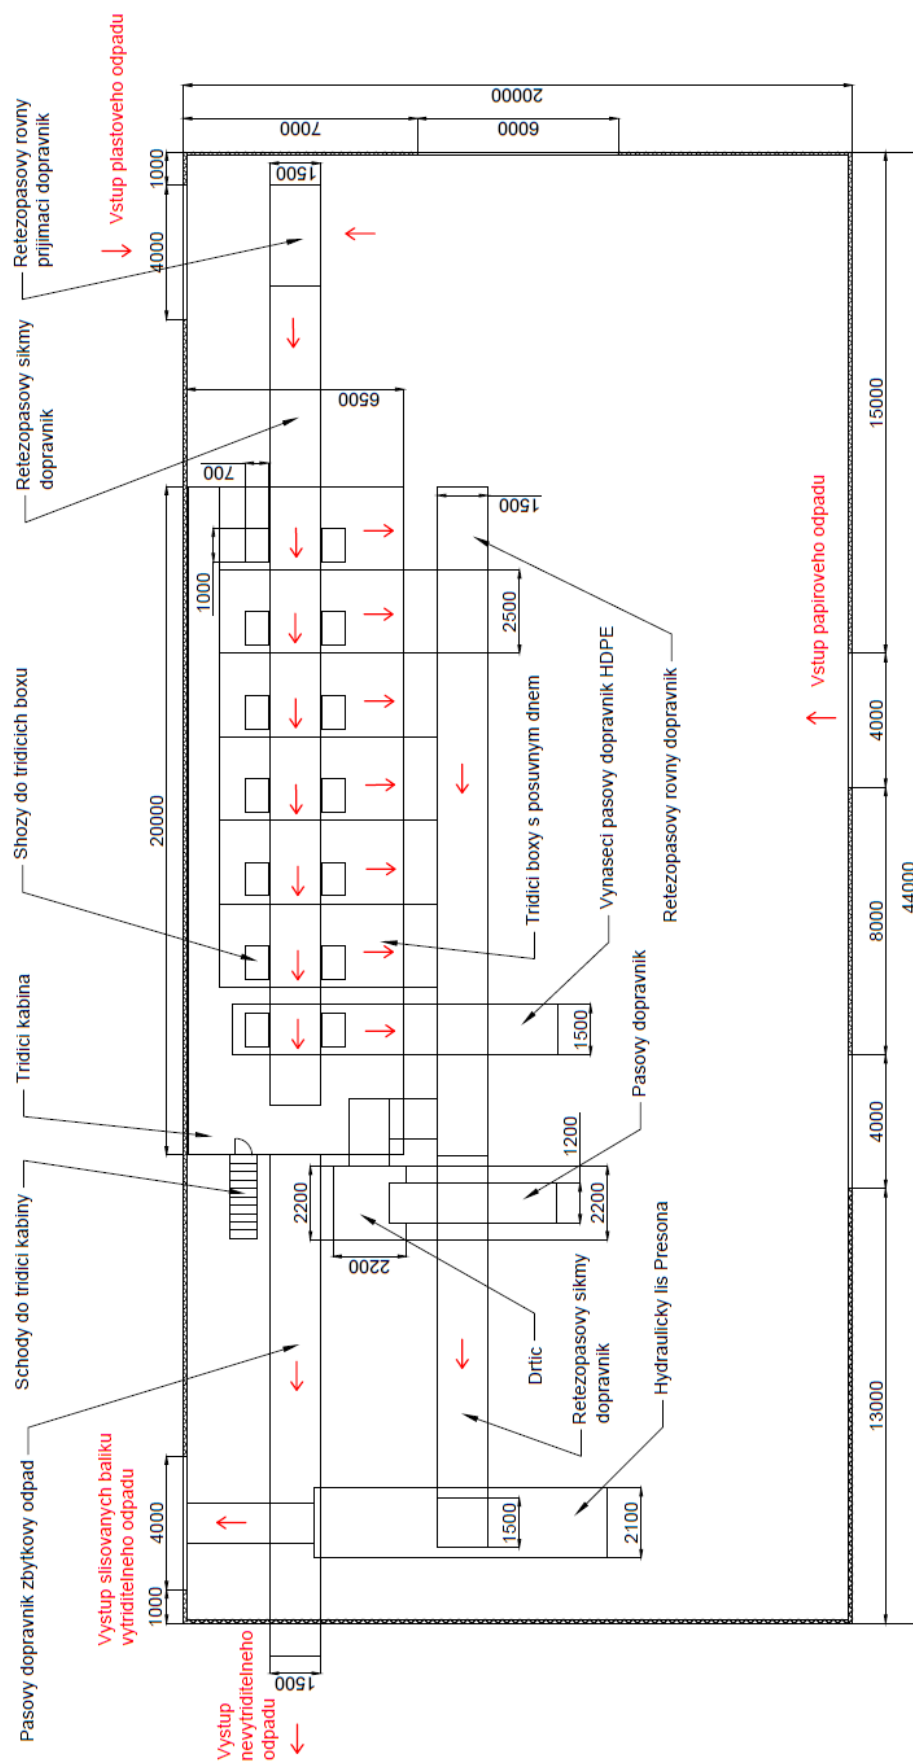 Pasovy dopravnik zbytkovy odpad
Schody do tridici kabiny
Tridici kabina
Shozy do tridicich boxu
Retezopasovy sikmy
dopravnik
Retezopasovy rovny
prijimaci dopravnik
Vystup slisovanych baliku
vytriditelneho odpadu
Vstup plastoveho odpadu
1000
4000
20000
4000
1000
Vystup
nevytriditelneho
odpadu
1500
2200
2200
1000
700
6500
1500
7000
6000
20000
1500
2100
2200
1200
1500
2500
1500
Drtic
Retezopasovy sikmy
dopravnik
Hydraulicky lis Presona
Pasovy dopravnik
Vynaseci pasovy dopravnik HDPE
Tridici boxy s posuvnym dnem
Retezopasovy rovny dopravnik
Vstup papiroveho odpadu
13000
4000
8000
4000
15000
44000